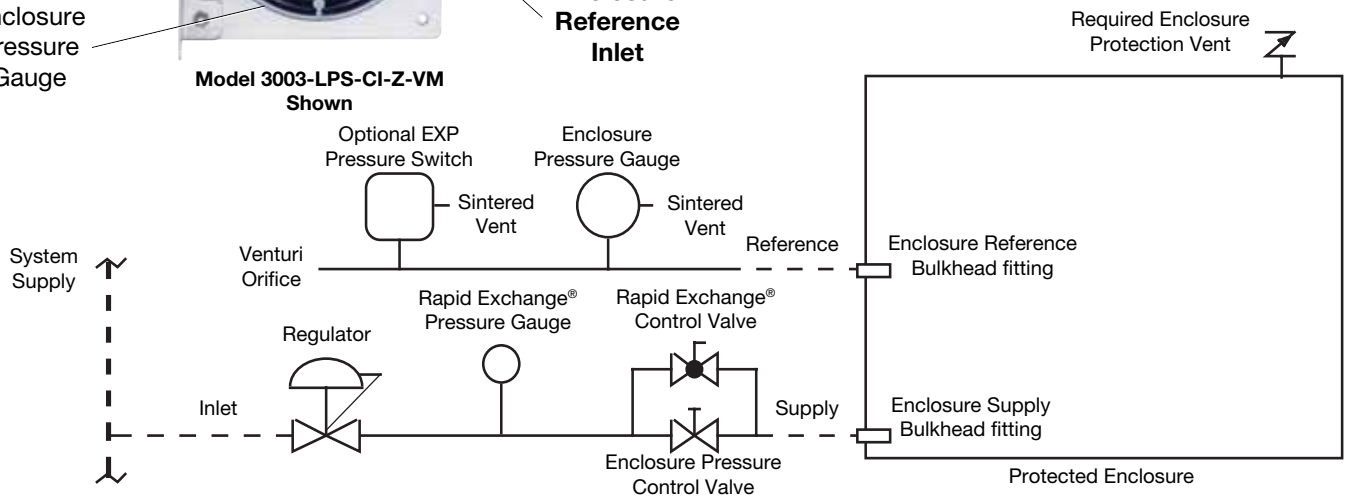 Reference
Inlet
Gauge
Model 3003-LPS-CI-Z-VM
Shown
Required Enclosure
Protection Vent
Optional EXP
Pressure Switch
Enclosure
Pressure Gauge
Sintered
Vent
Sintered
Vent
System
Supply
Venturi
Orifice
Reference
Enclosure Reference
Bulkhead fitting
Rapid Exchange®
Pressure Gauge
Rapid Exchange®
Control Valve
Regulator
Inlet
Supply
Enclosure Supply
Bulkhead fitting
Enclosure Pressure
Control Valve
Protected Enclosure